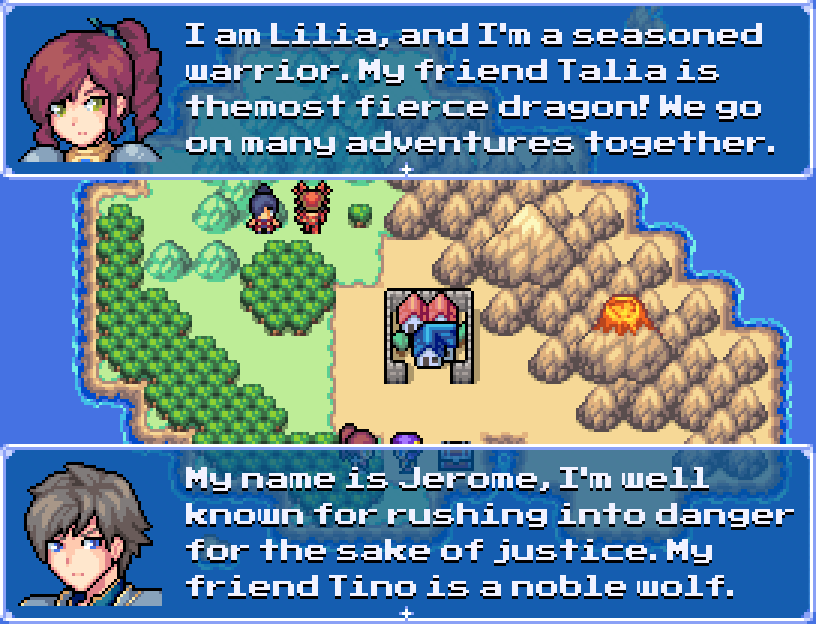 I am Lilia, and I'm a seasoned
warrior. My friend Talia is
themost fierce dragon! We go
on many adventures together.
My name is Jerome, I'm well
known for rushing into danger
for the sake of justice. My
friend Tino is a noble wolf.